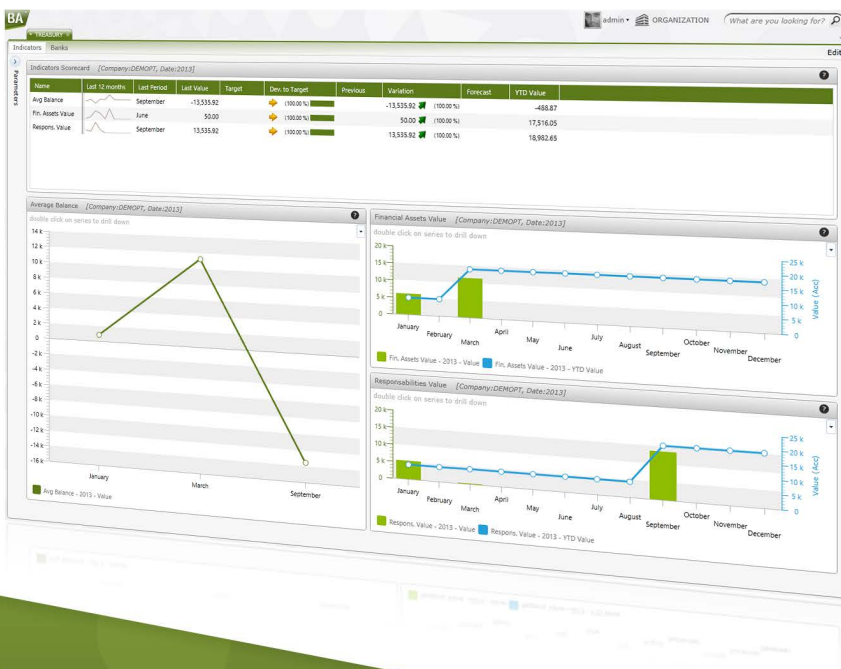 BA
admin
ORGANIZATION
What are you looking for?
TREASURY
Indicators Banks
Edit
Parameters
Indicators Scorecard [Company:DEMOPT, Date:2013]
Name Last 12 months Last Period Last Value Target Dev. to Target Previous Variation Forecast YTD Value
Avg Balance September -13,535.92 (100.00 %) -13,535.92 (100.00 %) -488.87
Fin. Assets Value June 50.00 (100.00 %) 50.00 (100.00 %) 17,516.05
Respons. Value September 13,535.92 (100.00 %) 13,535.92 (100.00 %) 18,982.65
Average Balance [Company:DEMOPT, Date:2013]
double click on series to drill down
14 k
12 k
10 k
8 k
6 k
4 k
2 k
0
-2 k
-4 k
-6 k
-8 k
-10 k
-12 k
-14 k
-16 k
January March September
Avg Balance - 2013 - Value
Financial Assets Value [Company:DEMOPT, Date:2013]
double click on series to drill down
20 k
15 k
10 k
5 k
0
25 k
20 k
15 k
10 k
5 k
0
Value (Acc)
January February March April May June July August September October November December
Fin. Assets Value - 2013 - Value Fin. Assets Value - 2013 - YTD Value
Responsabilities Value [Company:DEMOPT, Date:2013]
double click on series to drill down
20 k
15 k
10 k
5 k
0
25 k
20 k
15 k
10 k
5 k
0
Value (Acc)
January February March April May June July August September October November December
Respons. Value - 2013 - Value Respons. Value - 2013 - YTD Value